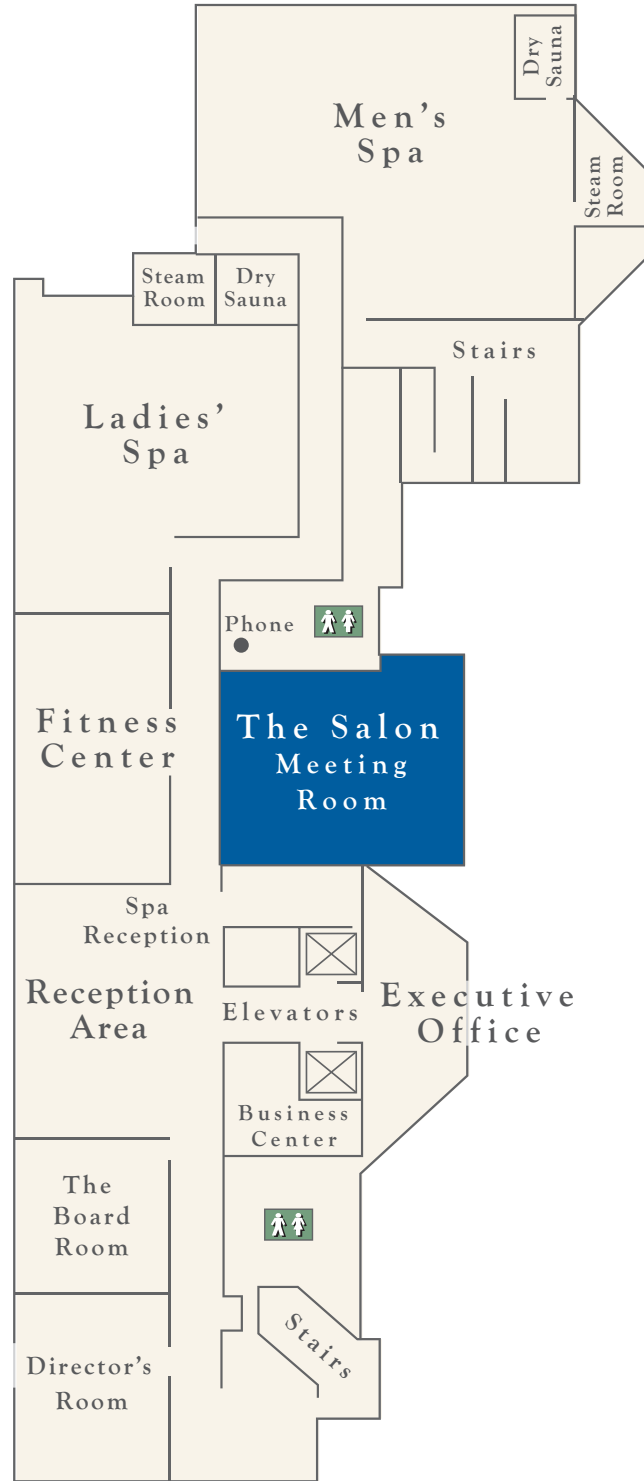 Dry
Sauna
Men’s
Spa
Steam
Room
Steam
Room
Dry
Sauna
Stairs
Ladies’
Spa
Phone
Fitness
Center
The Salon
Meeting
Room
Spa
Reception
Reception
Area
Elevators
Executive
Office
Business
Center
The
Board
Room
Stairs
Director’s
Room